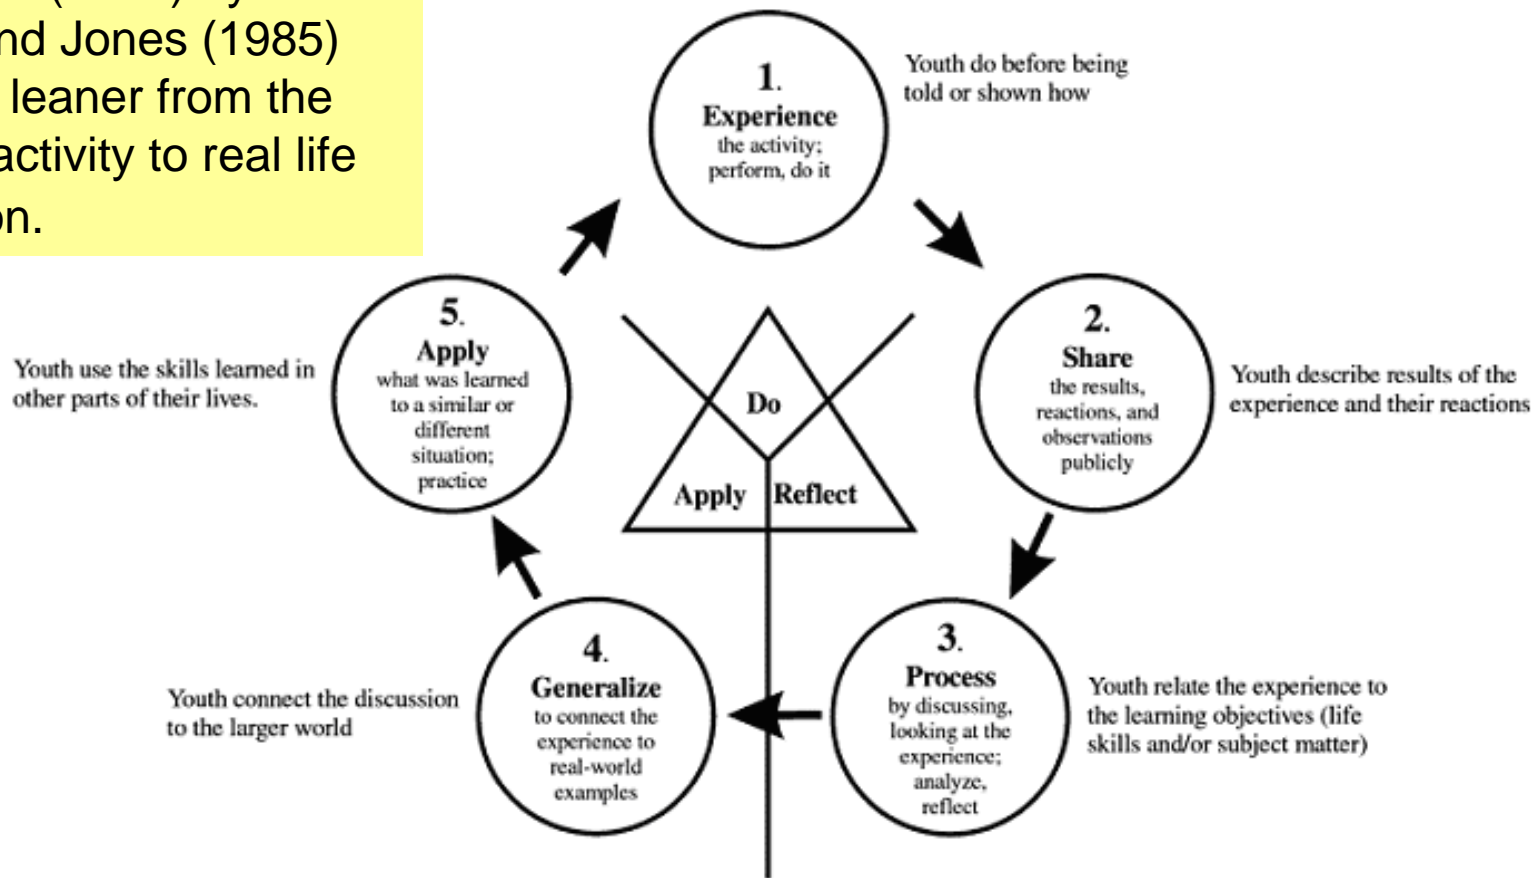 nd Jones (1985)
leaner from the
activity to real life
on.
1.
Experience
the activity;
perform, do it
Youth do before being
told or shown how
2.
Share
the results,
reactions, and
observations
publicly
Youth describe results of the
experience and their reactions
3.
Process
by discussing,
looking at the
experience;
analyze,
reflect
Youth relate the experience to
the learning objectives (life
skills and/or subject matter)
4.
Generalize
to connect the
experience to
real-world
examples
Youth connect the discussion
to the larger world
5.
Apply
what was learned
to a similar or
different
situation;
practice
Youth use the skills learned in
other parts of their lives.
Do
Apply
Reflect